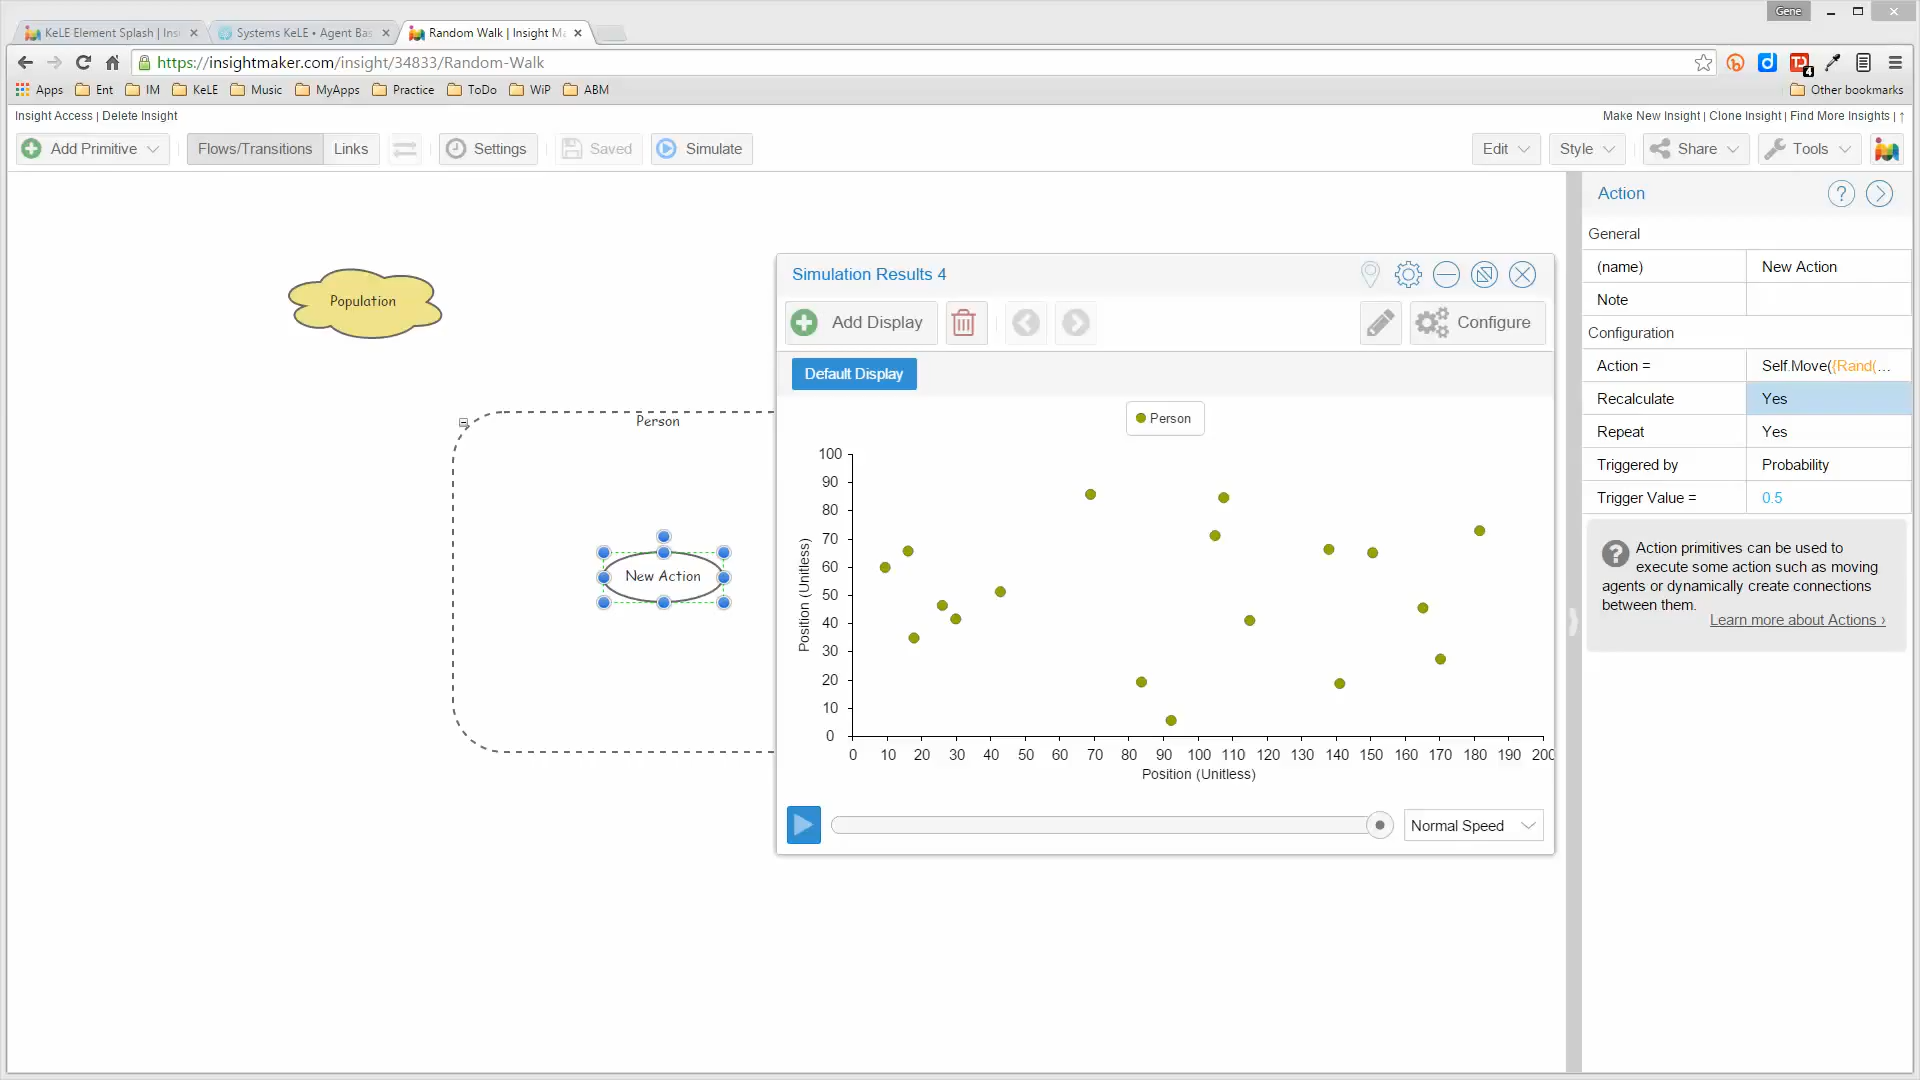 Gene
KeLE Element Splash | Insi
Systems KeLE • Agent Bas
Random Walk | Insight Ma
https://insightmaker.com/insight/34833/Random-Walk
4
Apps Ent IM KeLE Music MyApps Practice ToDo WiP ABM Other bookmarks
Insight Access | Delete Insight
Make New Insight | Clone Insight | Find More Insights | ↑
Add Primitive Flows/Transitions Links Settings Saved Simulate Edit Style Share Tools
Population
Person
New Action
Simulation Results 4
Add Display
Configure
Default Display
Person
100
90
80
70
60
50
40
30
20
10
0
Position (Unitless)
0 10 20 30 40 50 60 70 80 90 100 110 120 130 140 150 160 170 180 190 200
Position (Unitless)
Normal Speed
Action
General
(name) New Action
Note
Configuration
Action = Self.Move({Rand(...
Recalculate Yes
Repeat Yes
Triggered by Probability
Trigger Value = 0.5
Action primitives can be used to
execute some action such as moving
agents or dynamically create connections
between them.
Learn more about Actions ›